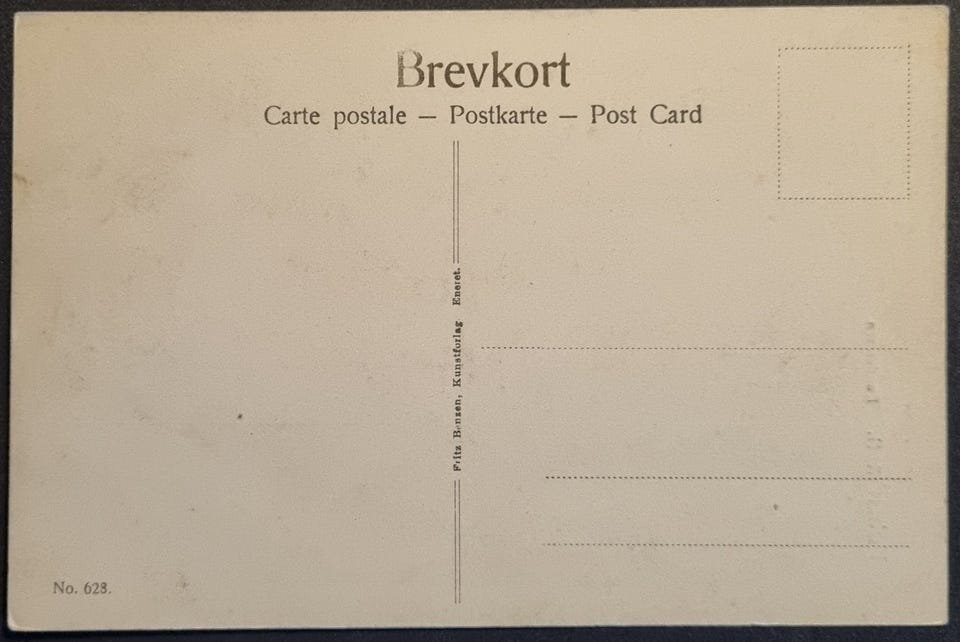 Brevkort
Carte postale — Postkarte — Post Card
Fritz Benzen, Kunstforlag Eneret.
No. 628.